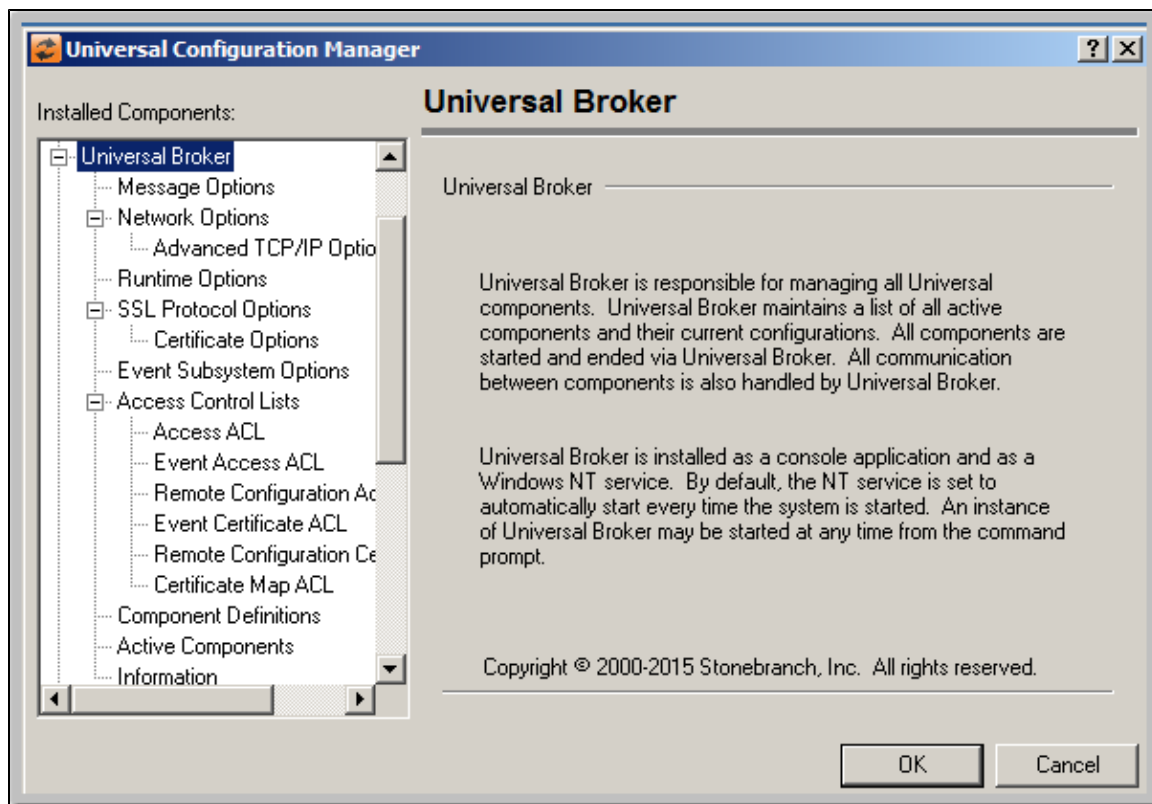 Universal Configuration Manager
Installed Components:
Universal Broker
Message Options
Network Options
Advanced TCP/IP Optio
Runtime Options
SSL Protocol Options
Certificate Options
Event Subsystem Options
Access Control Lists
Access ACL
Event Access ACL
Remote Configuration Ac
Event Certificate ACL
Remote Configuration Ce
Certificate Map ACL
Component Definitions
Active Components
Information
Universal Broker
Universal Broker
Universal Broker is responsible for managing all Universal
components. Universal Broker maintains a list of all active
components and their current configurations. All components are
started and ended via Universal Broker. All communication
between components is also handled by Universal Broker.
Universal Broker is installed as a console application and as a
Windows NT service. By default, the NT service is set to
automatically start every time the system is started. An instance
of Universal Broker may be started at any time from the command
prompt.
Copyright © 2000-2015 Stonebranch, Inc. All rights reserved.
OK
Cancel